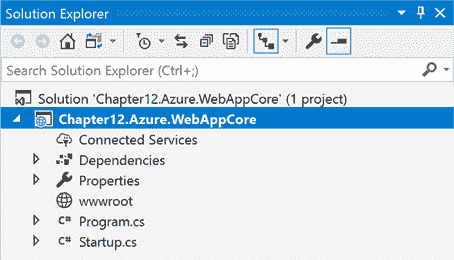 Solution Explorer
Search Solution Explorer (Ctrl+;)
Solution 'Chapter12.Azure.WebAppCore' (1 project)
Chapter12.Azure.WebAppCore
Connected Services
Dependencies
Properties
wwwroot
C# Program.cs
C# Startup.cs